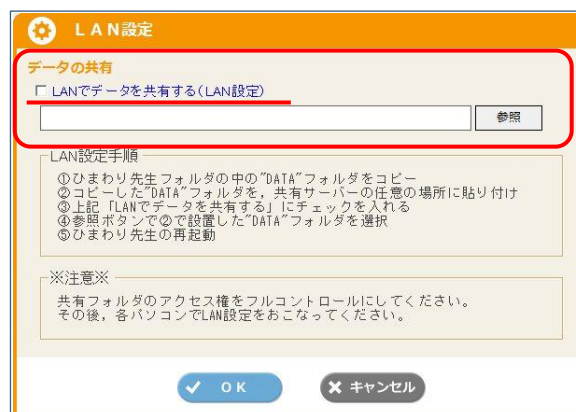 LAN設定
データの共有
LANでデータを共有する(LAN設定)
参照
LAN設定手順
①ひまわり先生フォルダの中の"DATA"フォルダをコピー
②コピーした"DATA"フォルダを，共有サーバーの任意の場所に貼り付け
③上記「LANでデータを共有する」にチェックを入れる
④参照ボタンで②で設置した"DATA"フォルダを選択
⑤ひまわり先生の再起動
※注意※
共有フォルダのアクセス権をフルコントロールにしてください。
その後，各パソコンでLAN設定をおこなってください。
OK
キャンセル